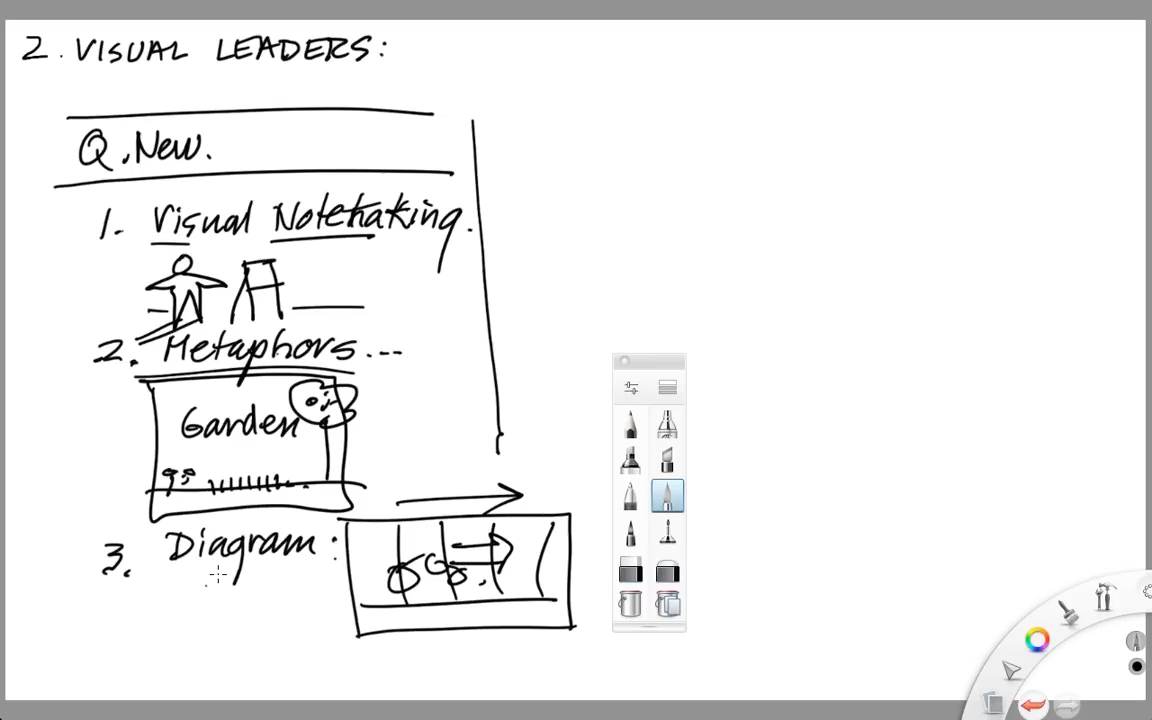 2. VISUAL LEADERS:
Q. New.
1. Visual Notetaking.
2. Metaphors...
Garden
3. Diagram: